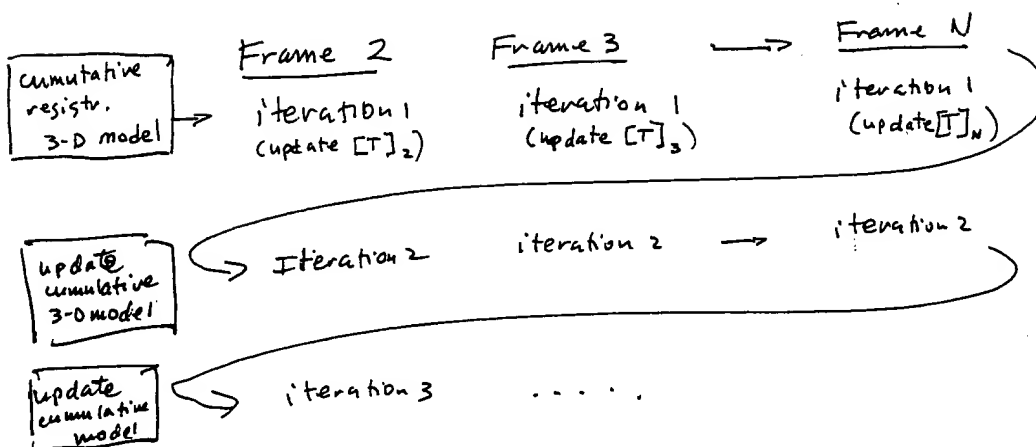 Frame 2 Frame 3 → Frame N
cumutative
registr.
3-D model
→ iteration 1 iteration 1 iteration 1
(update [T]2) (update [T]3) (update [T]N)
update
cumulative
3-D model
Iteration 2 iteration 2 → iteration 2
update
cumulative
model
iteration 3 . . . . .